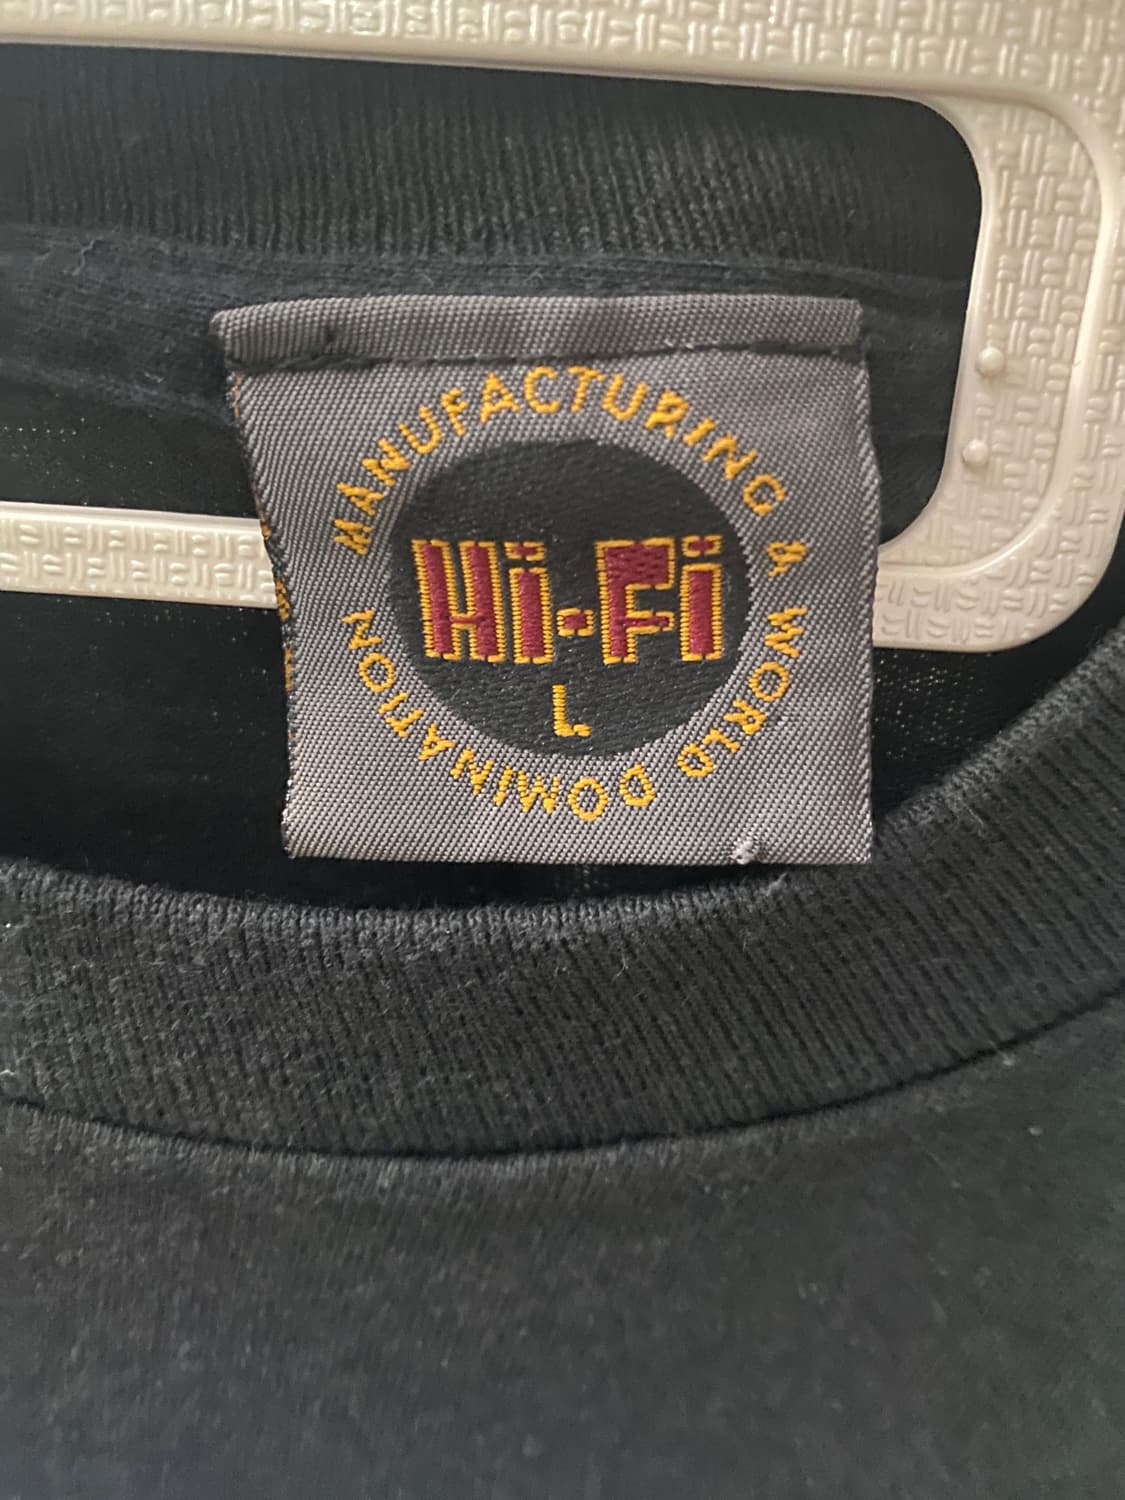 MANUFACTURING & WORLD DOMINATION
Hi-Fi
L